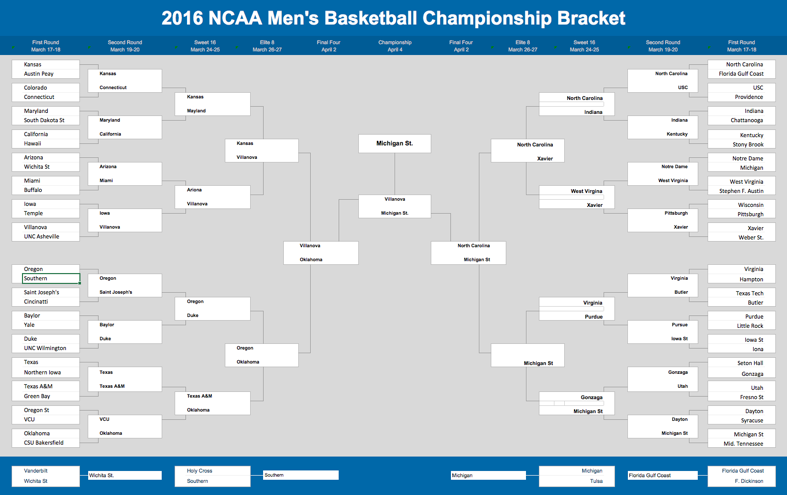 2016 NCAA Men's Basketball Championship Bracket
First Round
March 17-18
Second Round
March 19-20
Sweet 16
March 24-25
Elite 8
March 26-27
Final Four
April 2
Championship
April 4
Final Four
April 2
Elite 8
March 26-27
Sweet 16
March 24-25
Second Round
March 19-20
First Round
March 17-18
Kansas
Austin Peay
Colorado
Connecticut
Maryland
South Dakota St
California
Hawaii
Arizona
Wichita St
Miami
Buffalo
Iowa
Temple
Villanova
UNC Asheville
Oregon
Southern
Saint Joseph's
Cincinatti
Baylor
Yale
Duke
UNC Wilmington
Texas
Northern Iowa
Texas A&M
Green Bay
Oregon St
VCU
Oklahoma
CSU Bakersfield
Kansas
Connecticut
Maryland
California
Arizona
Miami
Iowa
Villanova
Oregon
Saint Joseph's
Baylor
Duke
Texas
Texas A&M
VCU
Oklahoma
Kansas
Mayland
Ariona
Villanova
Oregon
Duke
Texas A&M
Oklahoma
Kansas
Villanova
Oregon
Oklahoma
Villanova
Oklahoma
Michigan St.
Villanova
Michigan St.
North Carolina
Michigan St
North Carolina
Xavier
Michigan St
North Carolina
Indiana
West Virgina
Xavier
Virginia
Purdue
Gonzaga
Michigan St
North Carolina
USC
Indiana
Kentucky
Notre Dame
West Virginia
Pittsburgh
Xavier
Virginia
Butler
Pursue
Iowa St
Gonzaga
Utah
Dayton
Michigan St
North Carolina
Florida Gulf Coast
USC
Providence
Indiana
Chattanooga
Kentucky
Stony Brook
Notre Dame
Michigan
West Virginia
Stephen F. Austin
Wisconsin
Pittsburgh
Xavier
Weber St.
Virginia
Hampton
Texas Tech
Butler
Purdue
Little Rock
Iowa St
Iona
Seton Hall
Gonzaga
Utah
Fresno St
Dayton
Syracuse
Michigan St
Mid. Tennessee
Vanderbilt
Wichita St
Wichita St.
Holy Cross
Southern
Southern
Michigan
Michigan
Tulsa
Florida Gulf Coast
Florida Gulf Coast
F. Dickinson